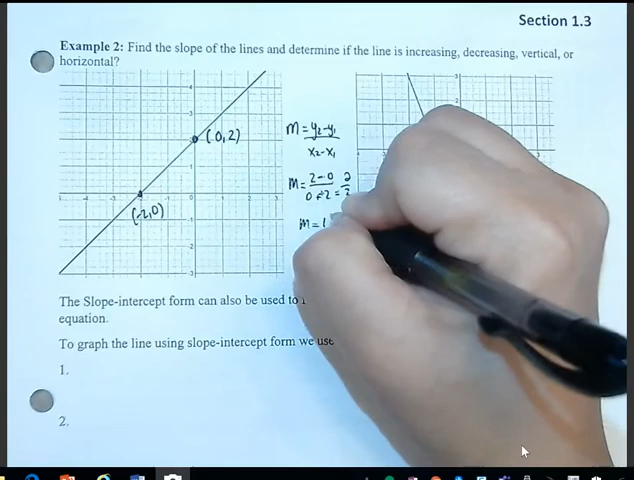 Section 1.3
Example 2: Find the slope of the lines and determine if the line is increasing, decreasing, vertical, or
horizontal?
(0,2)
(-2,0)
m = y₂-y₁
x₂-x₁
m = 2-0
0+2 = 2
2
m = 1
The Slope-intercept form can also be used to
equation.
To graph the line using slope-intercept form we use
1.
2.